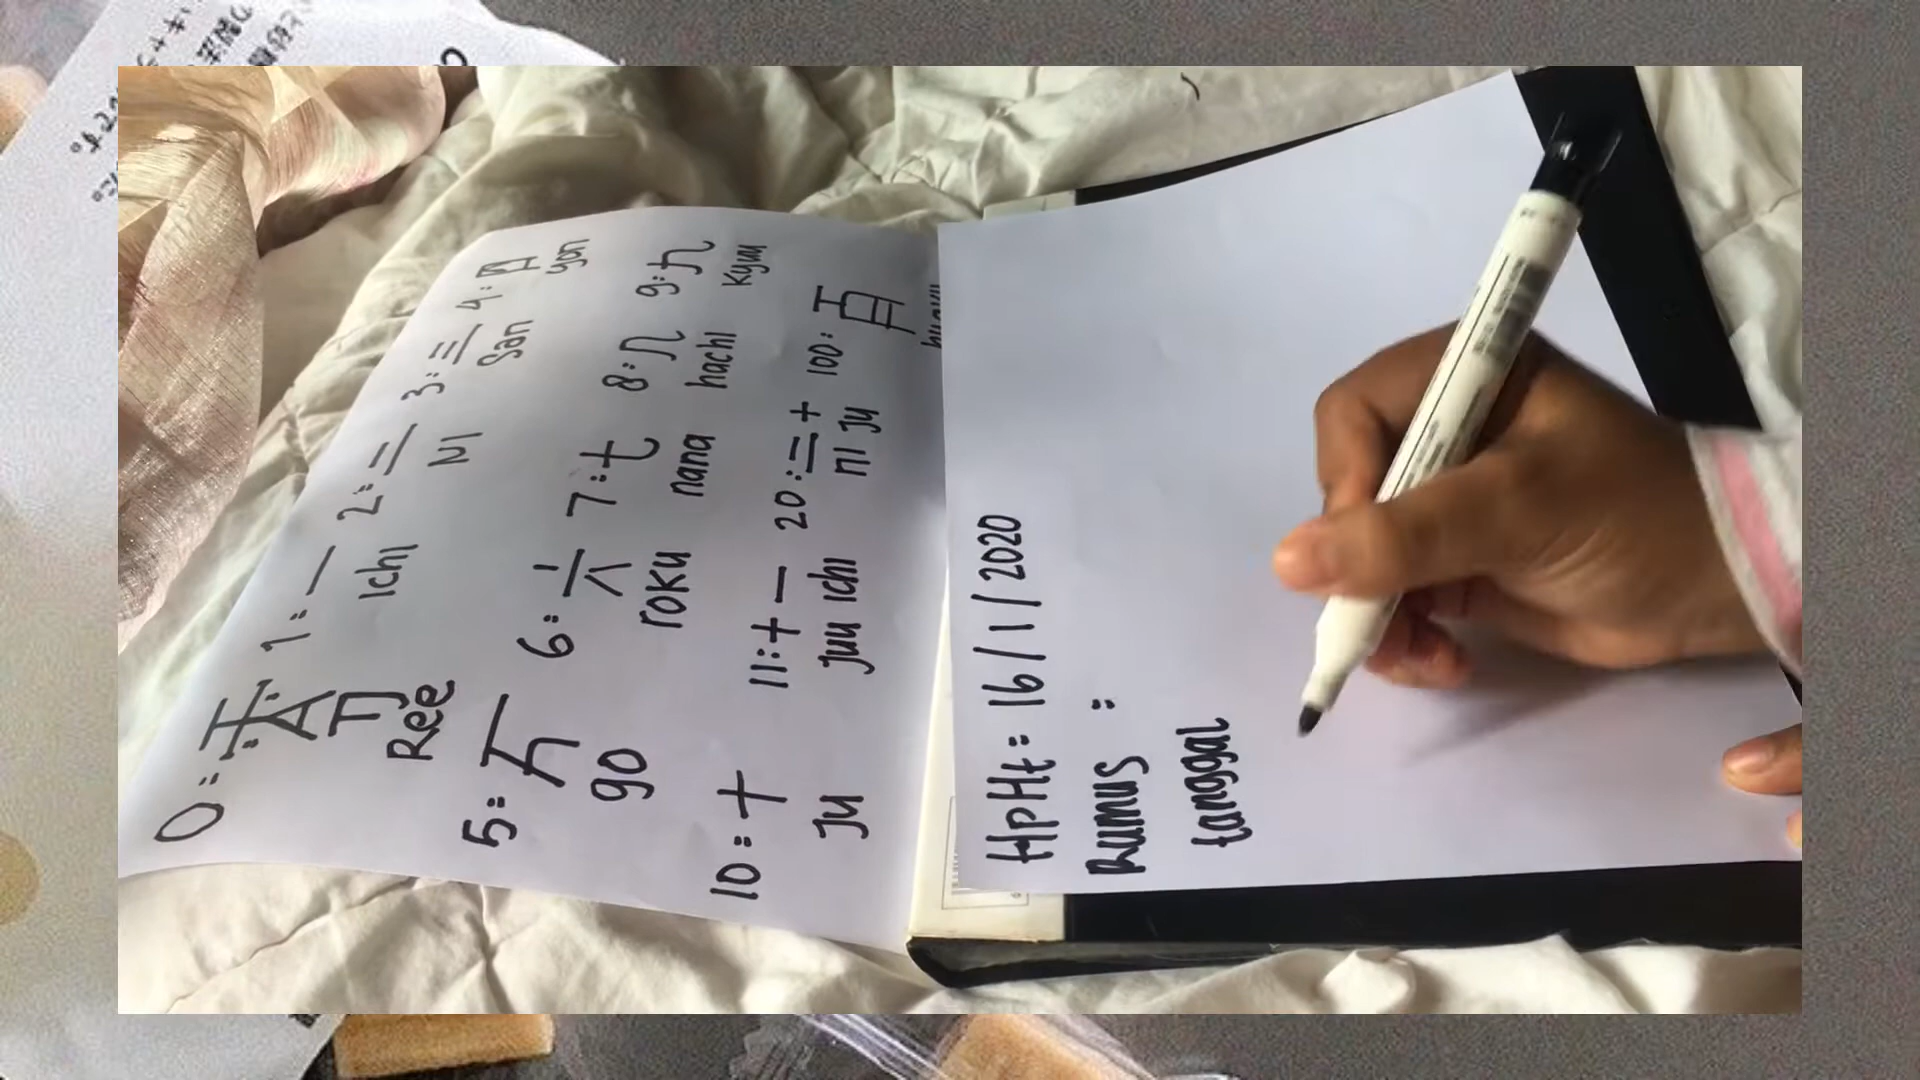 0 = 零 1 = 一 2 = 二 3 = 三 4 : 四
Ree ichi Ni San yon
5 = 五 6 = 六 7 = 七 8 : 八 9 : 九
go roku nana hachi kyuu
10 = 十 11 : 十 一 20 : 二 十 100 : 百
Ju Juu ichi ni Ju
HPHt = 16 / 1 / 2020
Rumus =
tanggal